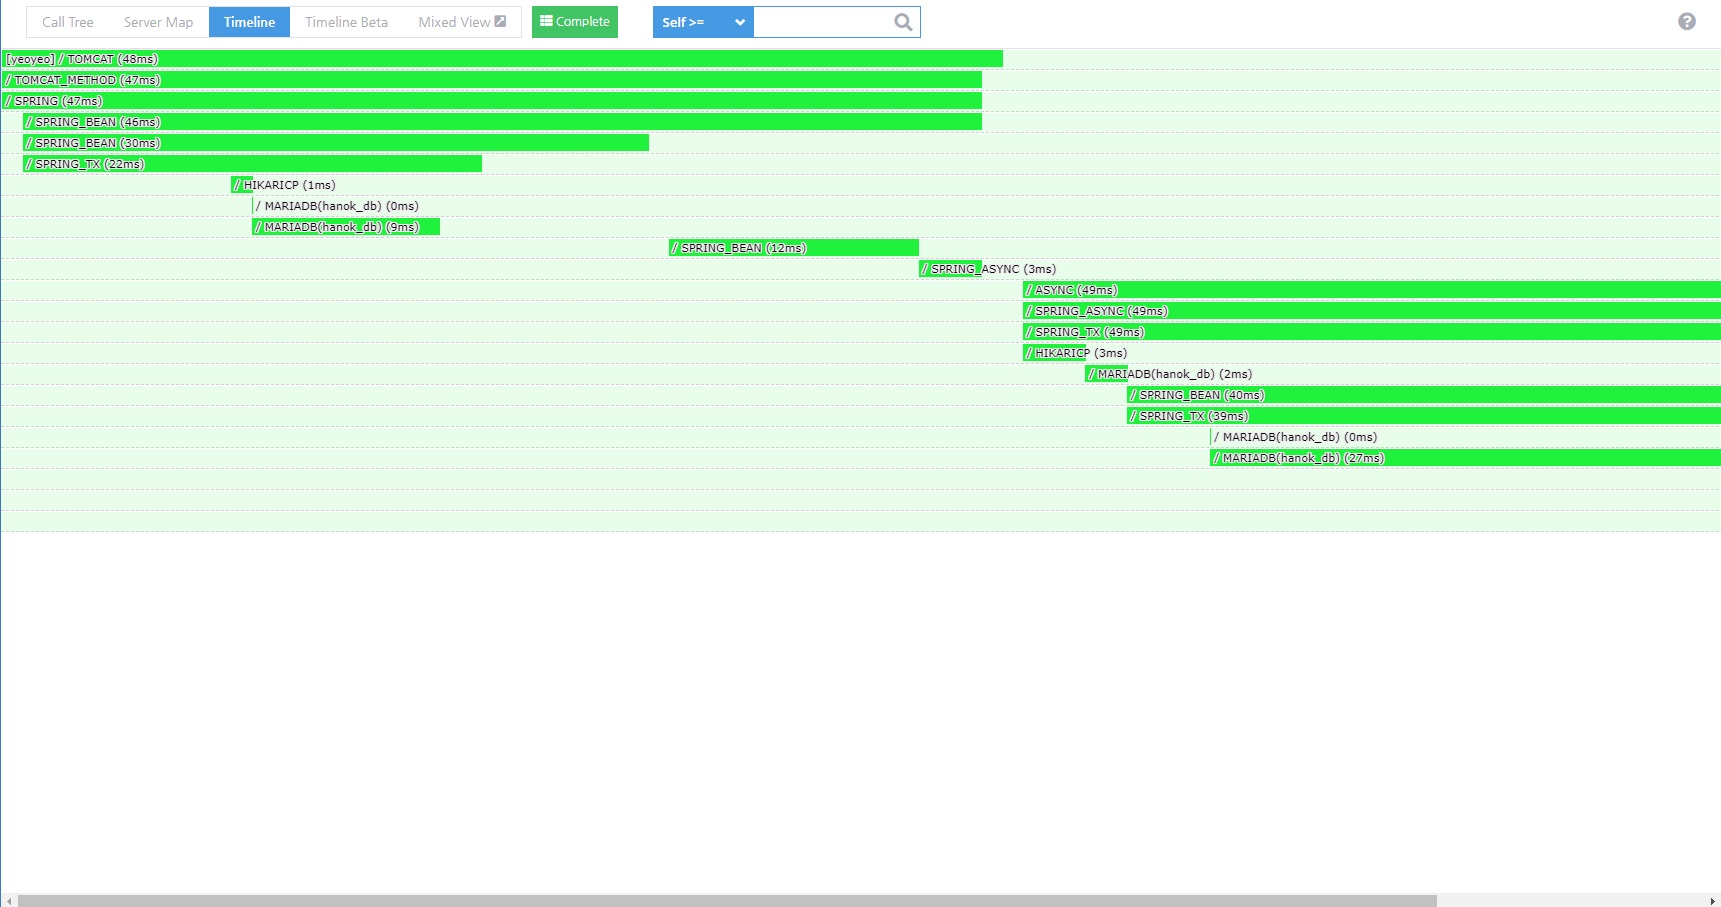 Call Tree Server Map Timeline Timeline Beta Mixed View Complete Self >=
[yeoyeo] / TOMCAT (48ms)
/ TOMCAT_METHOD (47ms)
/ SPRING (47ms)
/ SPRING_BEAN (46ms)
/ SPRING_BEAN (30ms)
/ SPRING_TX (22ms)
/ HIKARICP (1ms)
/ MARIADB(hanok_db) (0ms)
/ MARIADB(hanok_db) (9ms)
/ SPRING_BEAN (12ms)
/ SPRING_ASYNC (3ms)
/ ASYNC (49ms)
/ SPRING_ASYNC (49ms)
/ SPRING_TX (49ms)
/ HIKARICP (3ms)
/ MARIADB(hanok_db) (2ms)
/ SPRING_BEAN (40ms)
/ SPRING_TX (39ms)
/ MARIADB(hanok_db) (0ms)
/ MARIADB(hanok_db) (27ms)